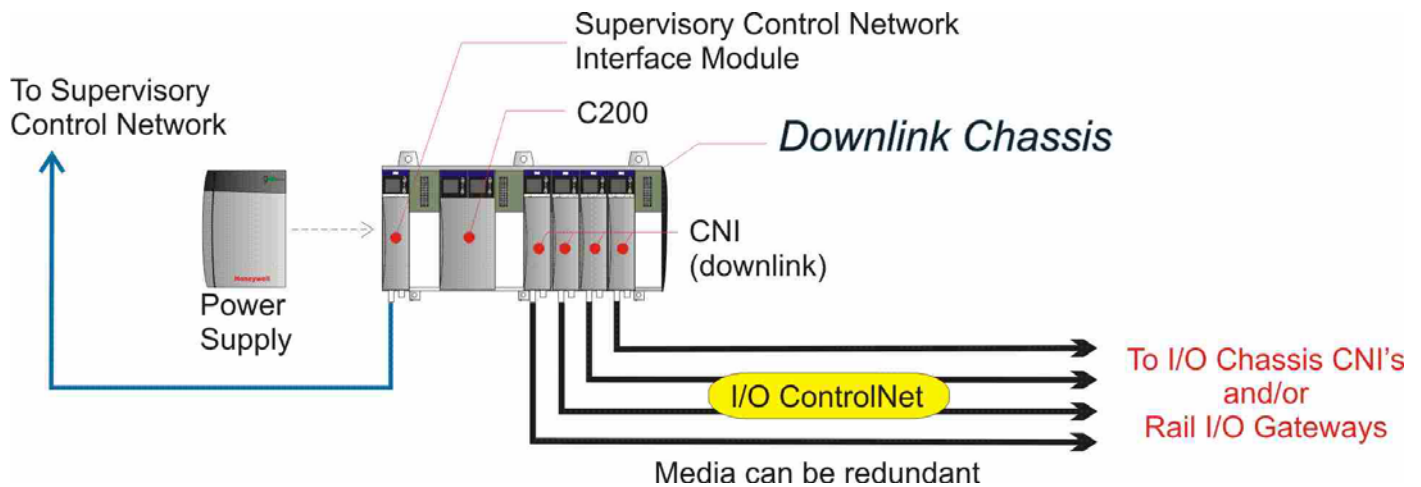 Supervisory Control Network
Interface Module
To Supervisory
Control Network
C200
Downlink Chassis
CNI
(downlink)
Honeywell
Power
Supply
I/O ControlNet
To I/O Chassis CNI's
and/or
Rail I/O Gateways
Media can be redundant